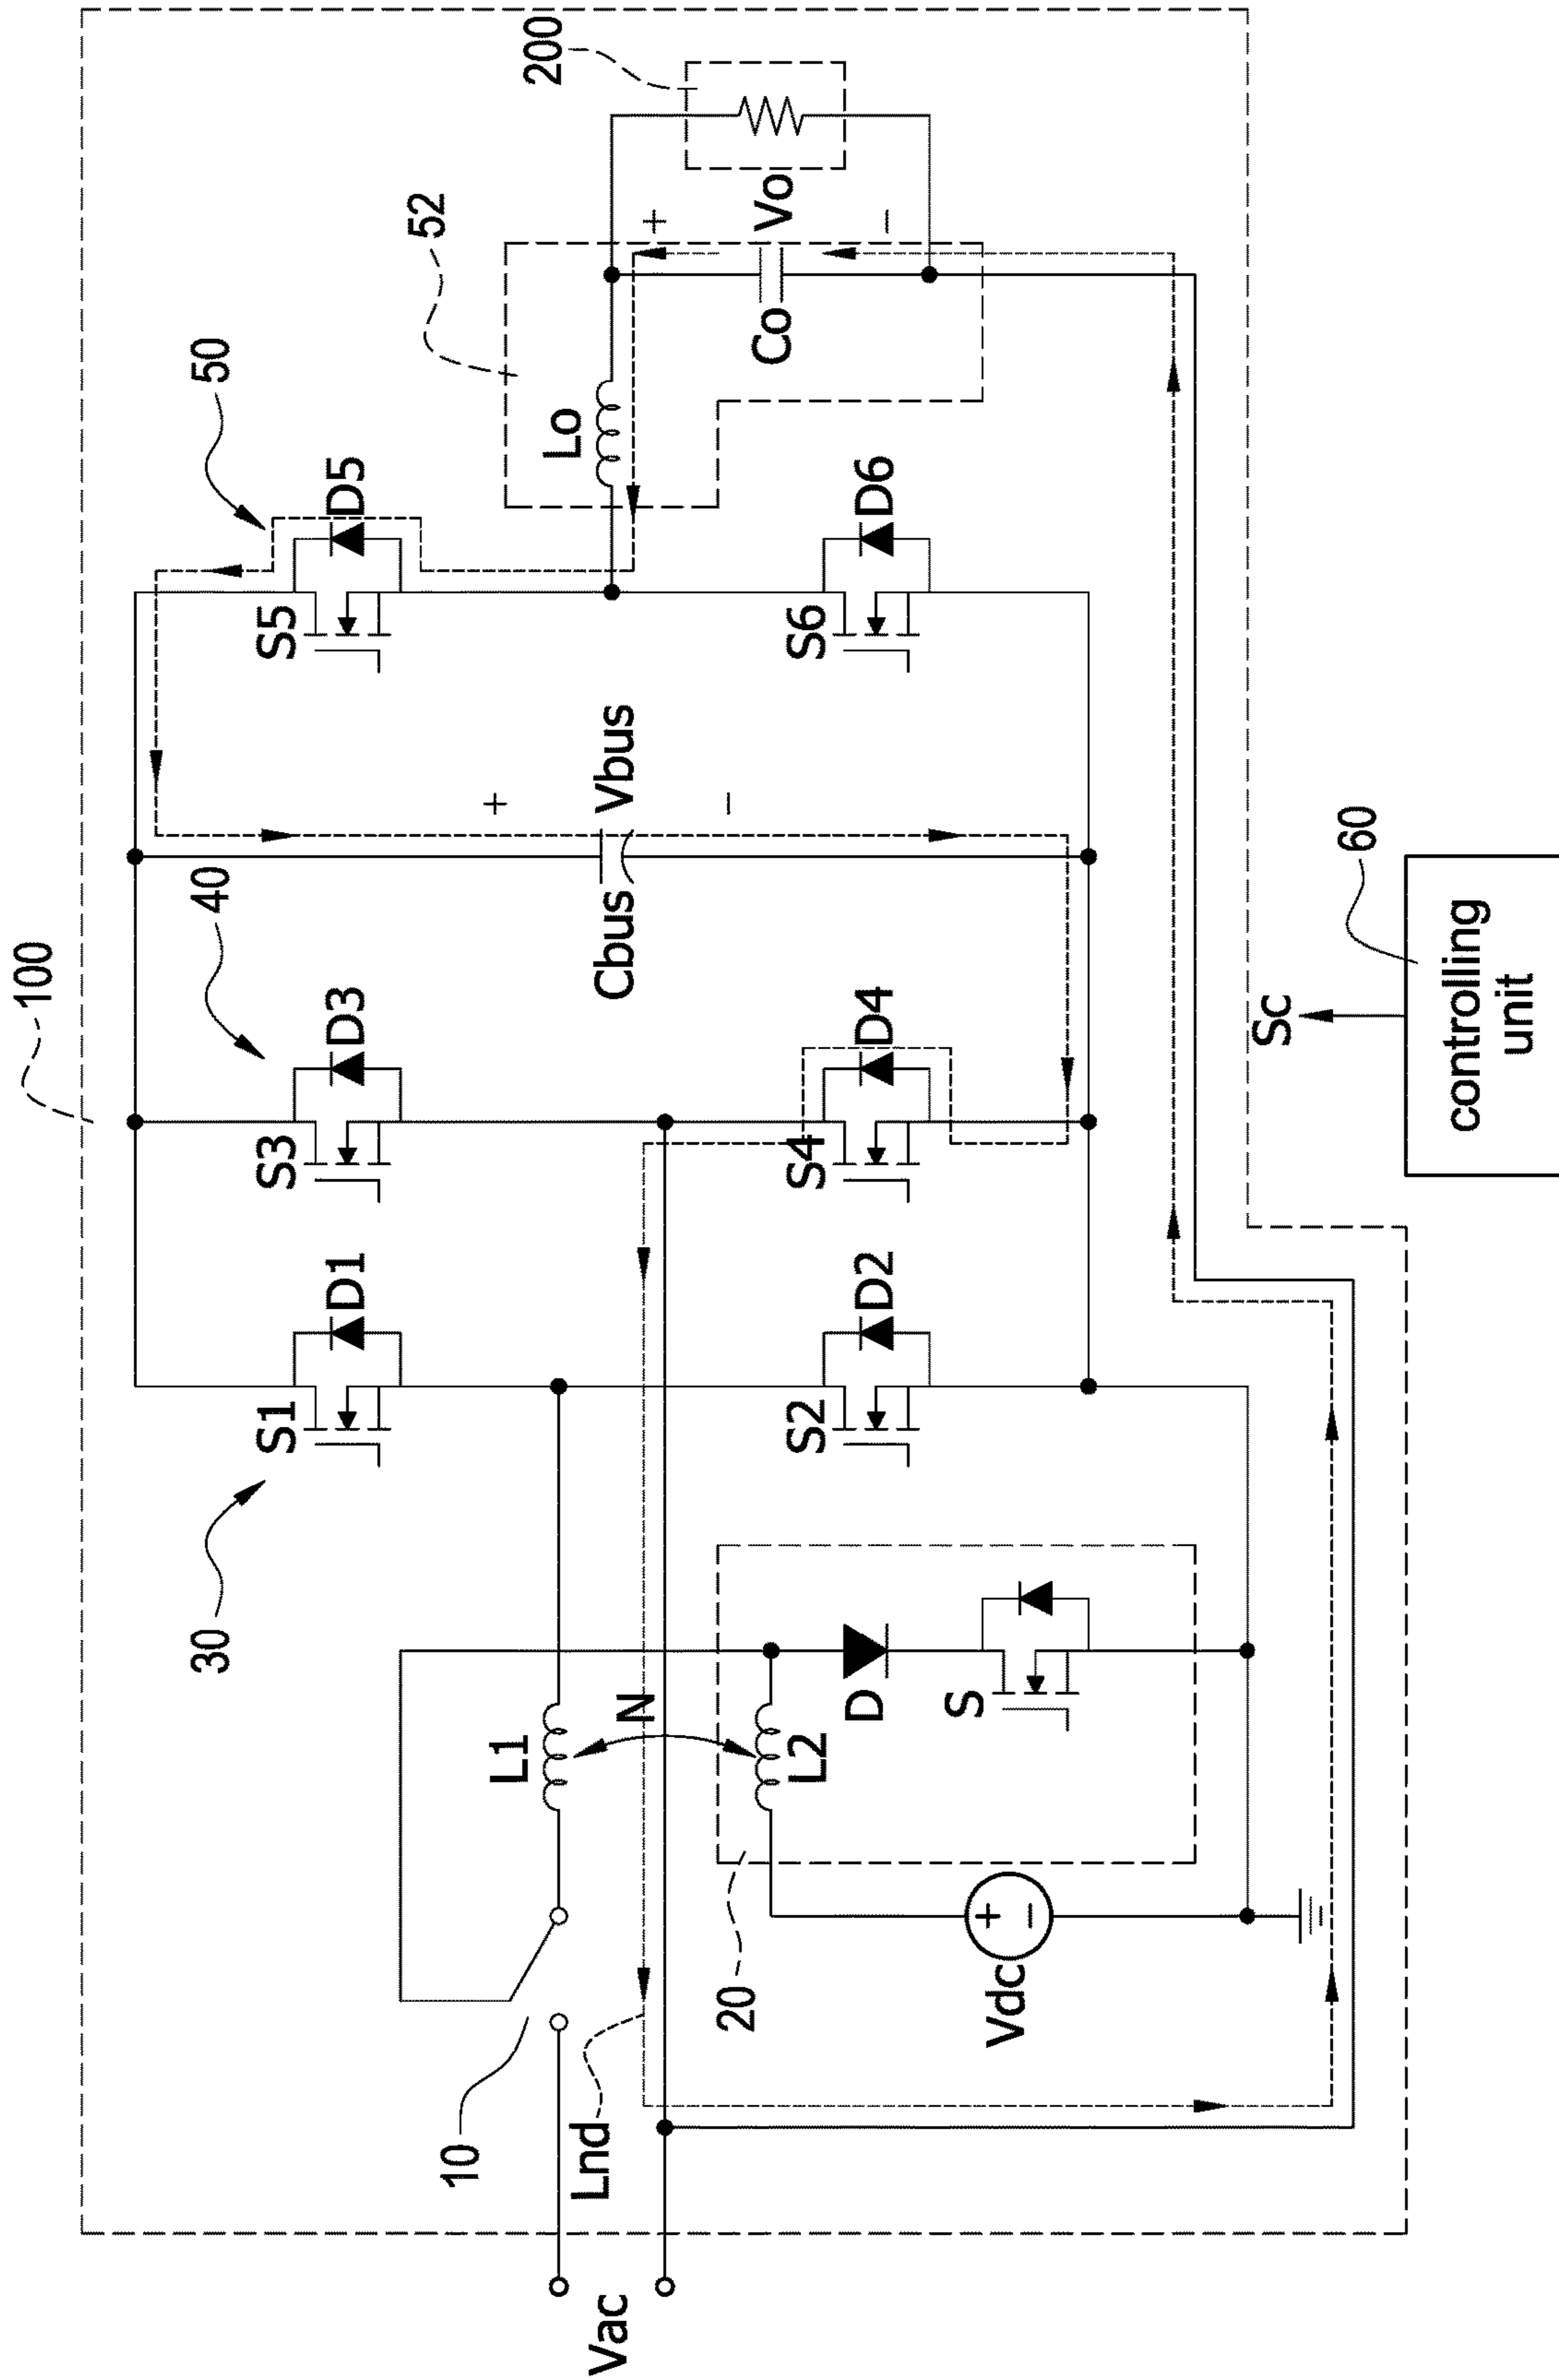 100
30
40
50
52
200
S1
D1
S3
D3
S5
D5
10
L1
N
Lnd
Vac
20
L2
D
S
Vdc
S2
D2
S4
D4
Cbus
Vbus
+
−
S6
D6
Lo
Co
Vo
+
−
+
−
Sc
60
controlling
unit